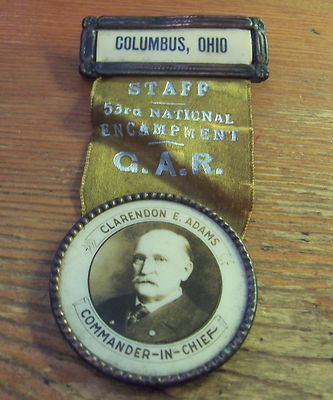 COLUMBUS, OHIO
STAFF
53rd NATIONAL
ENCAMPMENT
G.A.R.
CLARENDON E. ADAMS
COMMANDER-IN-CHIEF